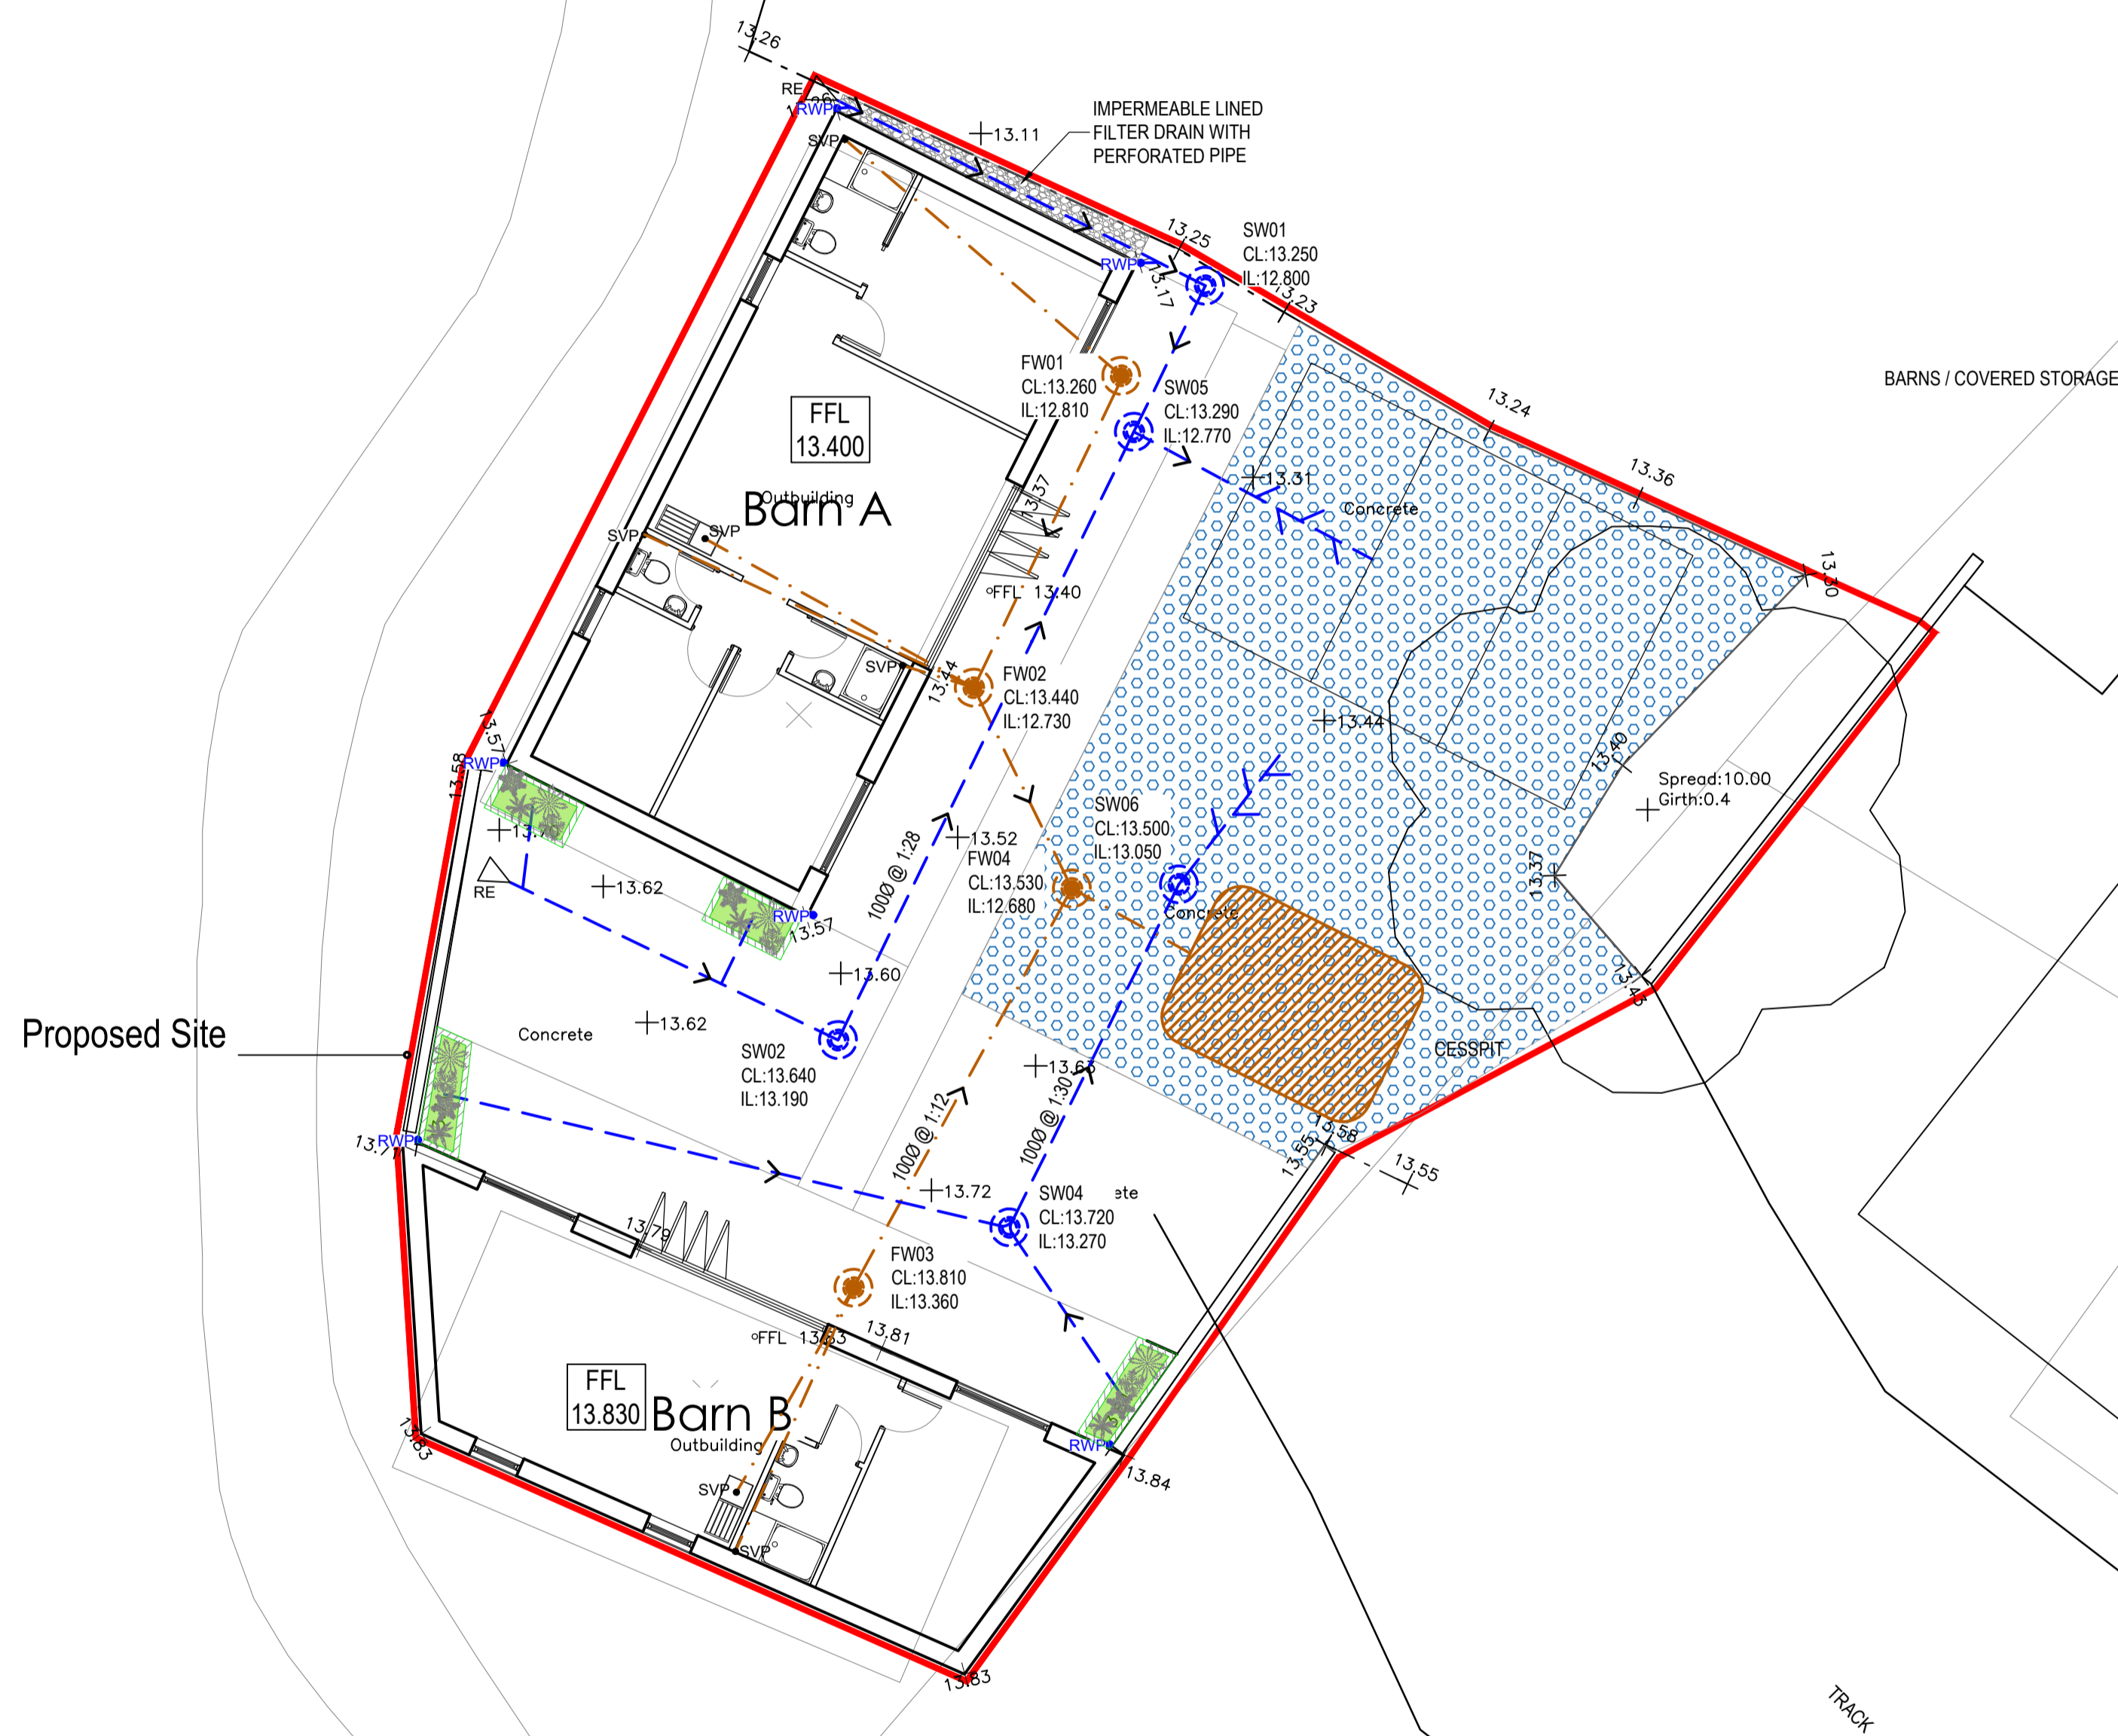 13.26
RE
RWP
SVP
13.11
IMPERMEABLE LINED
FILTER DRAIN WITH
PERFORATED PIPE
13.25
SW01
CL:13.250
IL:12.800
RWP
13.17
13.23
FW01
CL:13.260
IL:12.810
SW05
CL:13.290
IL:12.770
13.24
BARNS / COVERED STORAGE
FFL
13.400
13.36
13.31
Concrete
Outbuilding
Barn A
13.37
SVP
SVP
FFL 13.40
13.30
SVP
13.44
FW02
CL:13.440
IL:12.730
13.44
13.40
Spread:10.00
Girth:0.4
13.57
13.58
RWP
13.52
SW06
CL:13.500
IL:13.050
FW04
CL:13.530
IL:12.680
13.37
RE
13.62
100Ø @ 1:28
RWP
13.57
Concrete
13.60
13.43
Proposed Site
13.62
Concrete
SW02
CL:13.640
IL:13.190
13.63
CESSPIT
100Ø @ 1:12
100Ø @ 1:30
RWP
13.71
13.58
13.55
13.55
13.72
SW04
CL:13.720
IL:13.270
ete
13.79
FW03
CL:13.810
IL:13.360
FFL 13.83
13.81
FFL
13.830
Barn B
Outbuilding
13.83
RWP
13.84
SVP
SVP
13.83
TRACK